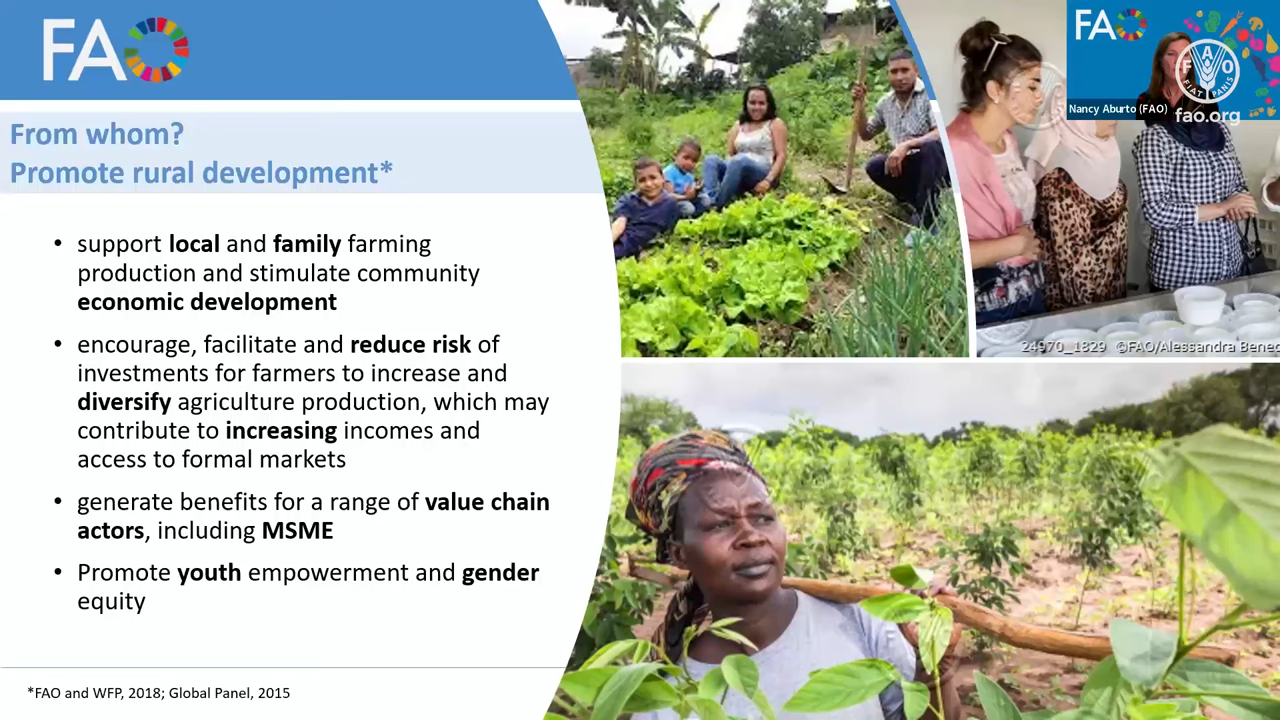 FAO
From whom?
Promote rural development*
• support local and family farming
production and stimulate community
economic development
• encourage, facilitate and reduce risk of
investments for farmers to increase and
diversify agriculture production, which may
contribute to increasing incomes and
access to formal markets
• generate benefits for a range of value chain
actors, including MSME
• Promote youth empowerment and gender
equity
*FAO and WFP, 2018; Global Panel, 2015
FAO
Nancy Aburto (FAO)
F A O
FIAT PANIS
fao.org
24970_1829 ©FAO/Alessandra Bened